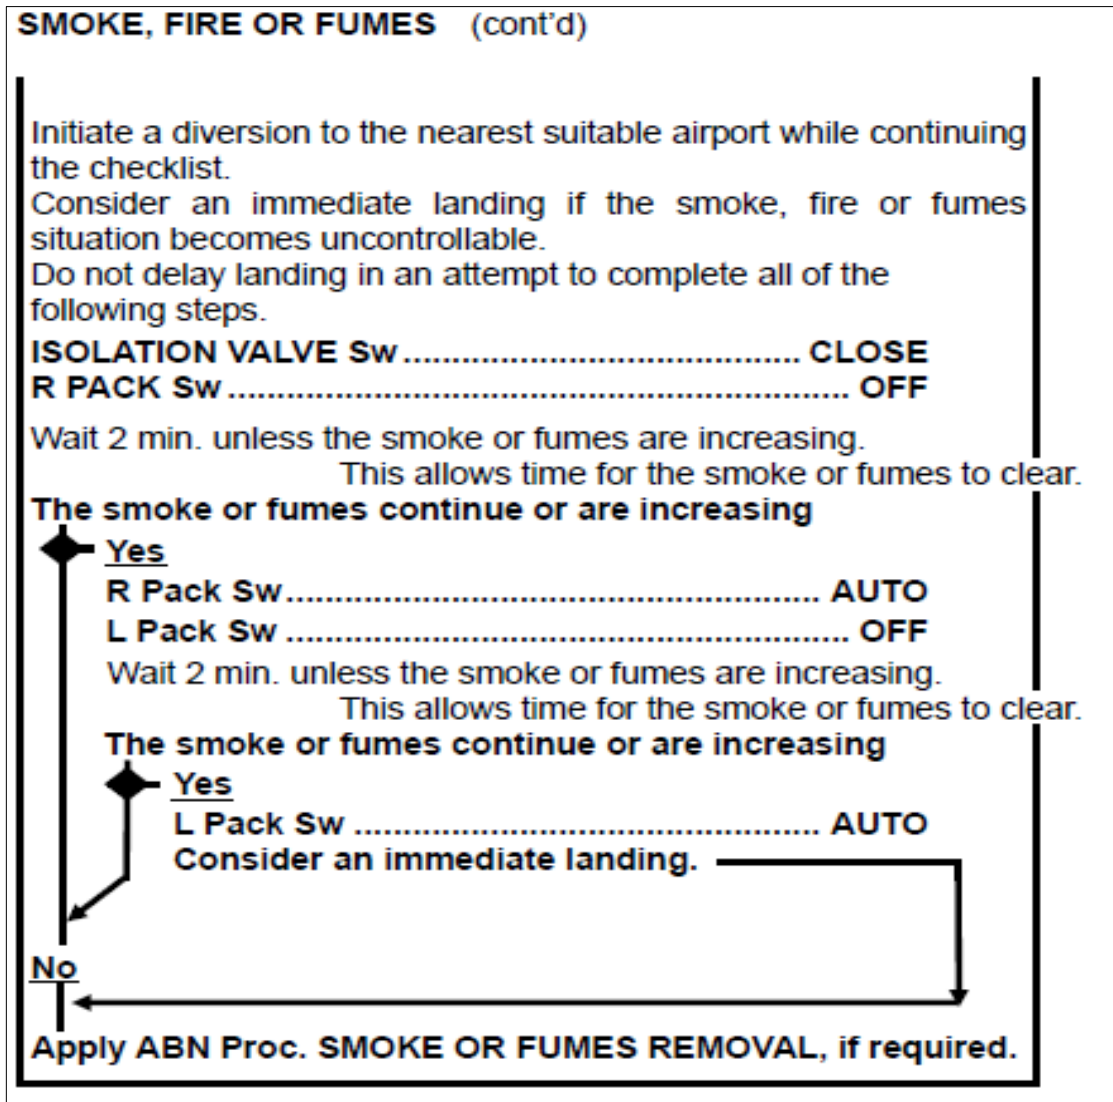 SMOKE, FIRE OR FUMES (cont’d)
Initiate a diversion to the nearest suitable airport while continuing
the checklist.
Consider an immediate landing if the smoke, fire or fumes
situation becomes uncontrollable.
Do not delay landing in an attempt to complete all of the
following steps.
ISOLATION VALVE Sw ........................................ CLOSE
R PACK Sw ............................................................... OFF
Wait 2 min. unless the smoke or fumes are increasing.
This allows time for the smoke or fumes to clear.
The smoke or fumes continue or are increasing
Yes
R Pack Sw ...................................................... AUTO
L Pack Sw ......................................................... OFF
Wait 2 min. unless the smoke or fumes are increasing.
This allows time for the smoke or fumes to clear.
The smoke or fumes continue or are increasing
Yes
L Pack Sw ............................................... AUTO
Consider an immediate landing.
No
Apply ABN Proc. SMOKE OR FUMES REMOVAL, if required.